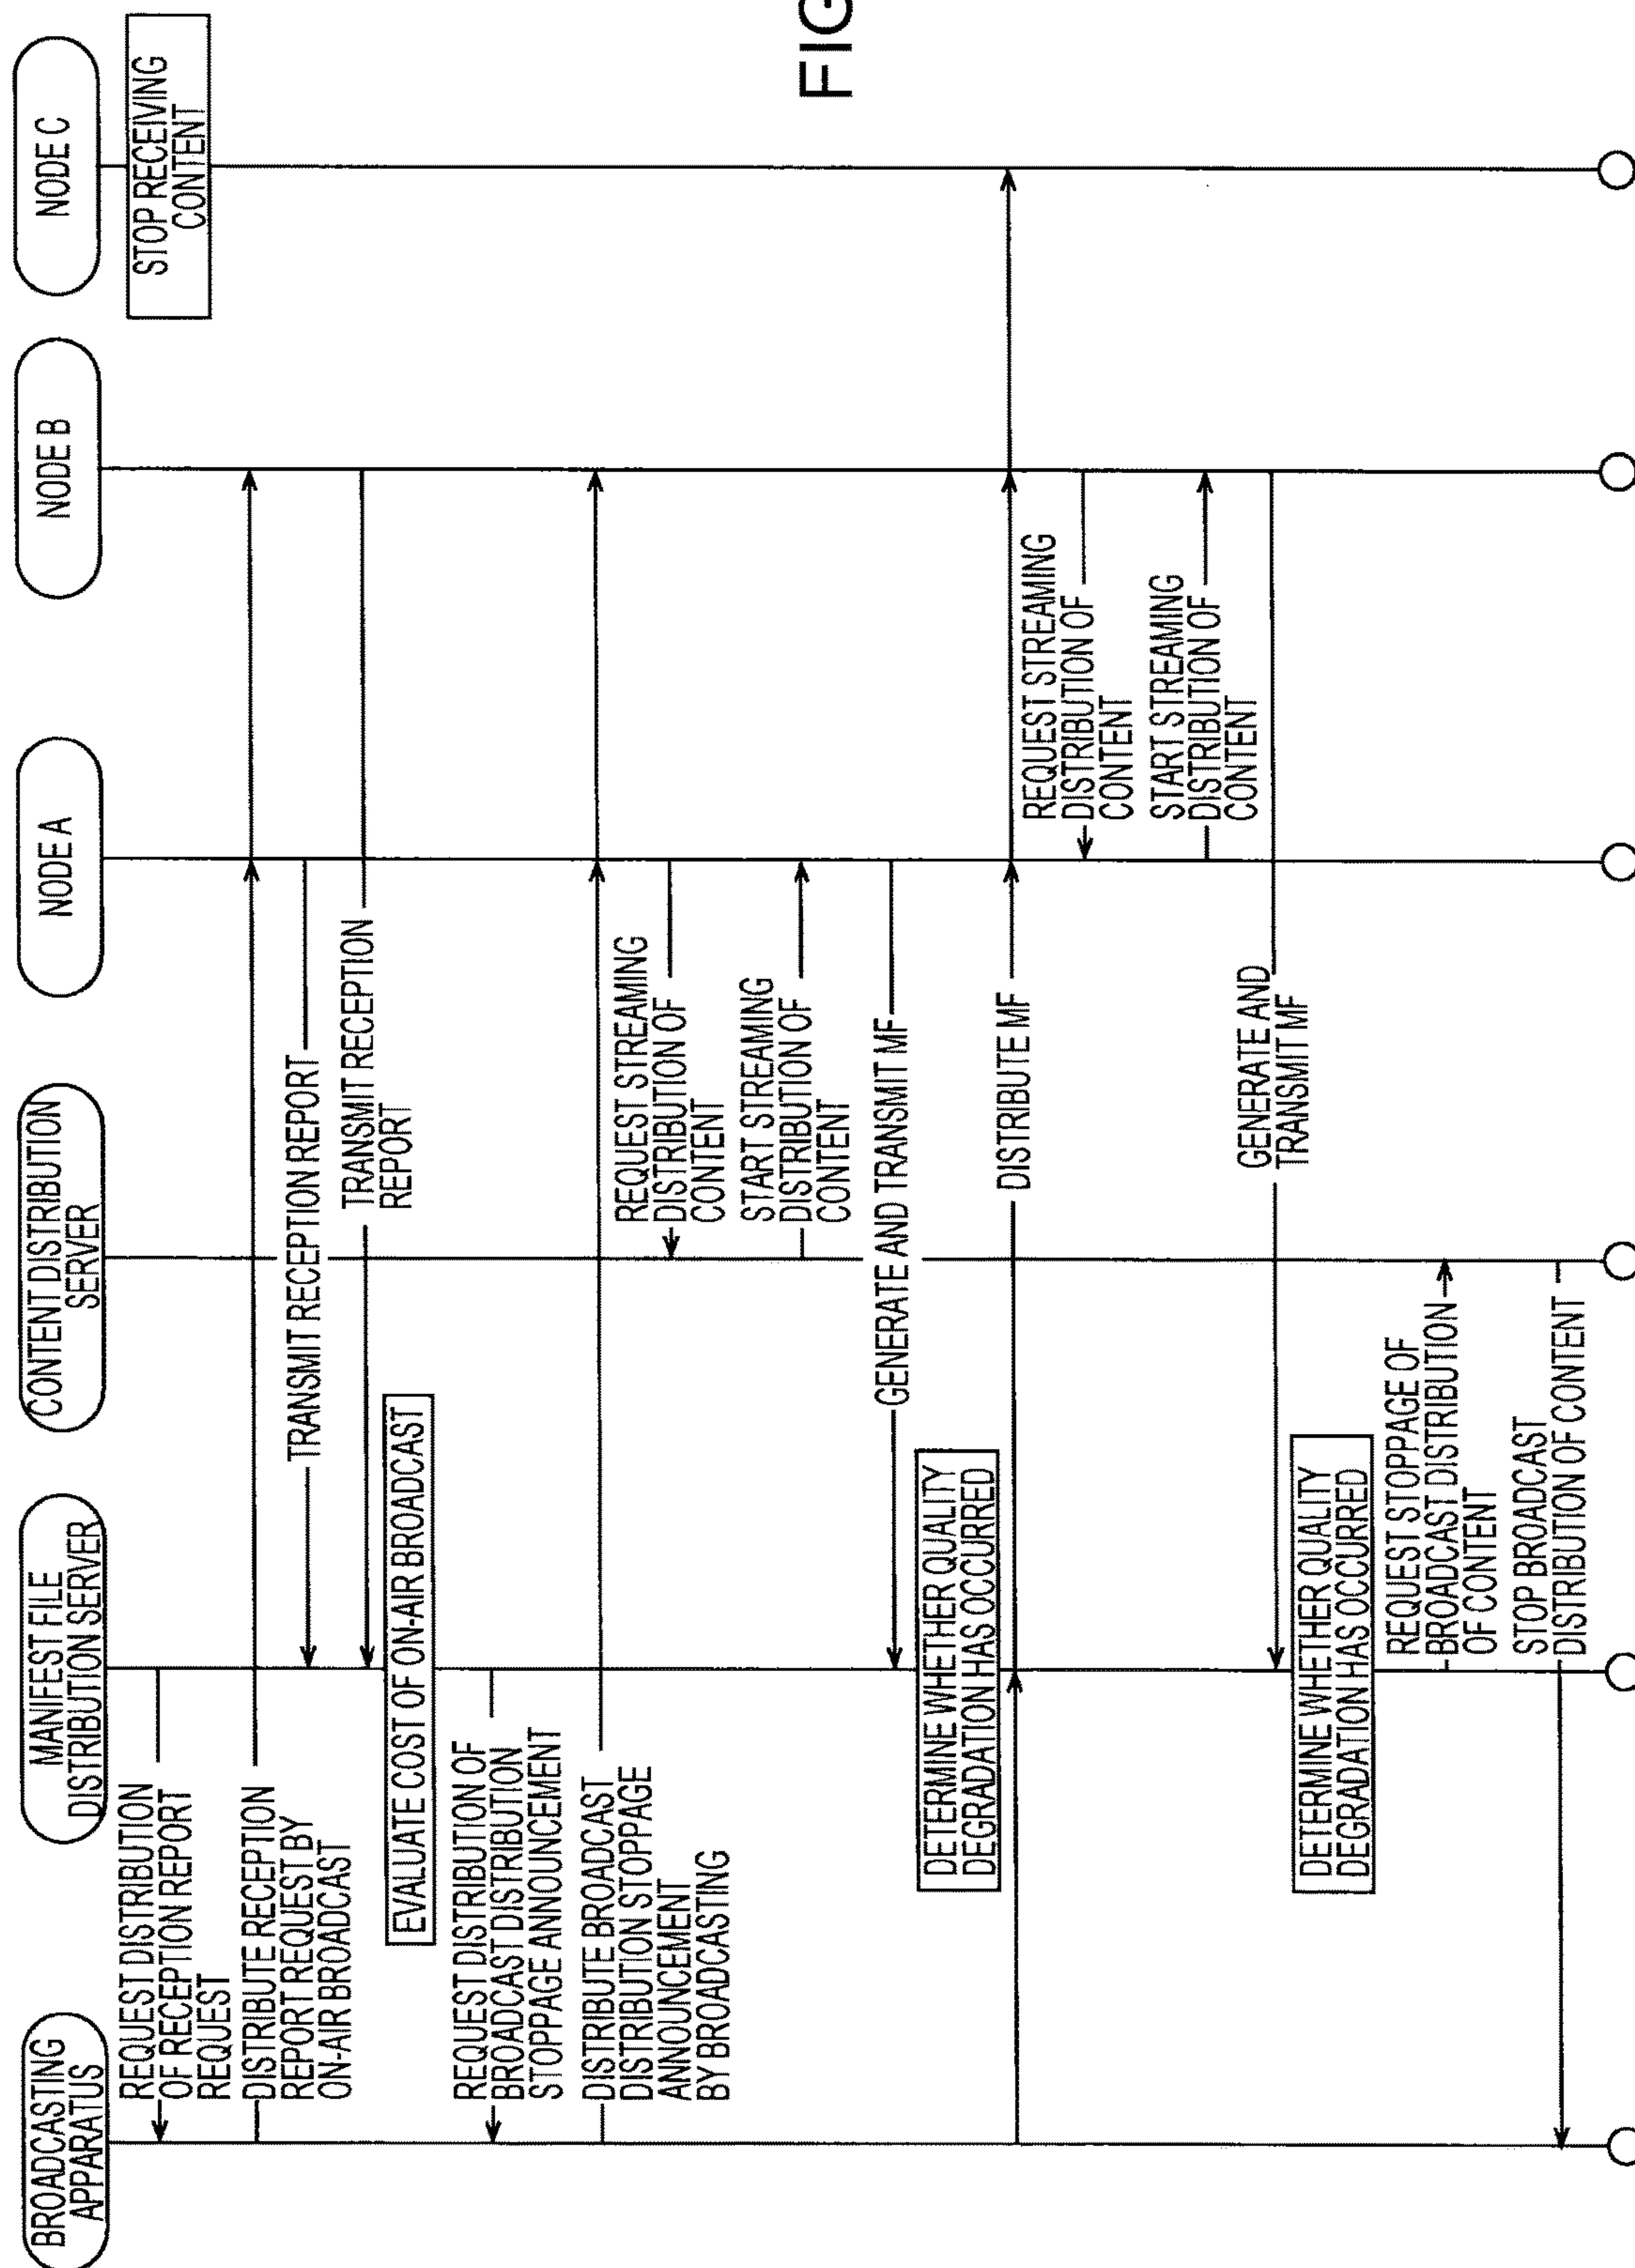 BROADCASTING
APPARATUS
MANIFEST FILE
DISTRIBUTION SERVER
CONTENT DISTRIBUTION
SERVER
NODE A
NODE B
NODE C
STOP RECEIVING
CONTENT
REQUEST DISTRIBUTION
OF RECEPTION REPORT
REQUEST
DISTRIBUTE RECEPTION
REPORT REQUEST BY
ON-AIR BROADCAST
TRANSMIT RECEPTION REPORT
TRANSMIT RECEPTION
REPORT
EVALUATE COST OF ON-AIR BROADCAST
REQUEST DISTRIBUTION OF
BROADCAST DISTRIBUTION
STOPPAGE ANNOUNCEMENT
DISTRIBUTE BROADCAST
DISTRIBUTION STOPPAGE
ANNOUNCEMENT
BY BROADCASTING
REQUEST STREAMING
DISTRIBUTION OF
CONTENT
START STREAMING
DISTRIBUTION OF
CONTENT
GENERATE AND TRANSMIT MF
DETERMINE WHETHER QUALITY
DEGRADATION HAS OCCURRED
DISTRIBUTE MF
REQUEST STREAMING
DISTRIBUTION OF
CONTENT
START STREAMING
DISTRIBUTION OF
CONTENT
GENERATE AND
TRANSMIT MF
DETERMINE WHETHER QUALITY
DEGRADATION HAS OCCURRED
REQUEST STOPPAGE OF
BROADCAST DISTRIBUTION
OF CONTENT
STOP BROADCAST
DISTRIBUTION OF CONTENT
FIG